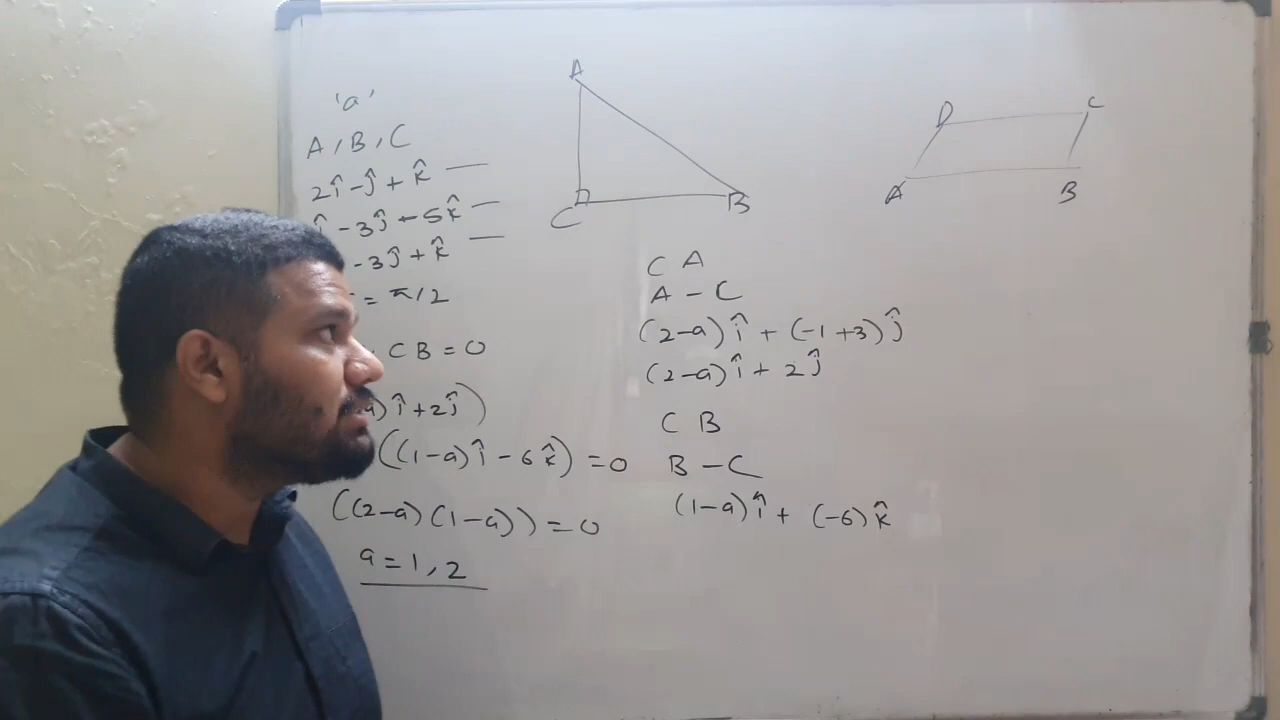 'a'
A, B, C
2î - ĵ + k̂ —
î - 3ĵ - 5k̂ —
- 3ĵ + k̂ —
= π/2
CB = 0
a) î + 2ĵ)
((1-a) î - 6k̂) = 0
((2-a) (1-a)) = 0
a = 1, 2
A
C
B
D
C
A
B
CA
A - C
(2-a) î + (-1+3) ĵ
(2-a) î + 2ĵ
CB
B - C
(1-a) î + (-6) k̂